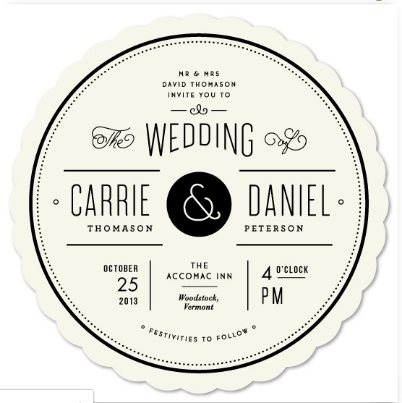 MR & MRS
DAVID THOMASON
INVITE YOU TO
The WEDDING of
CARRIE & DANIEL
THOMASON PETERSON
OCTOBER
25
2013
THE
ACCOMAC INN
Woodstock,
Vermont
4 O'CLOCK
PM
FESTIVITIES TO FOLLOW